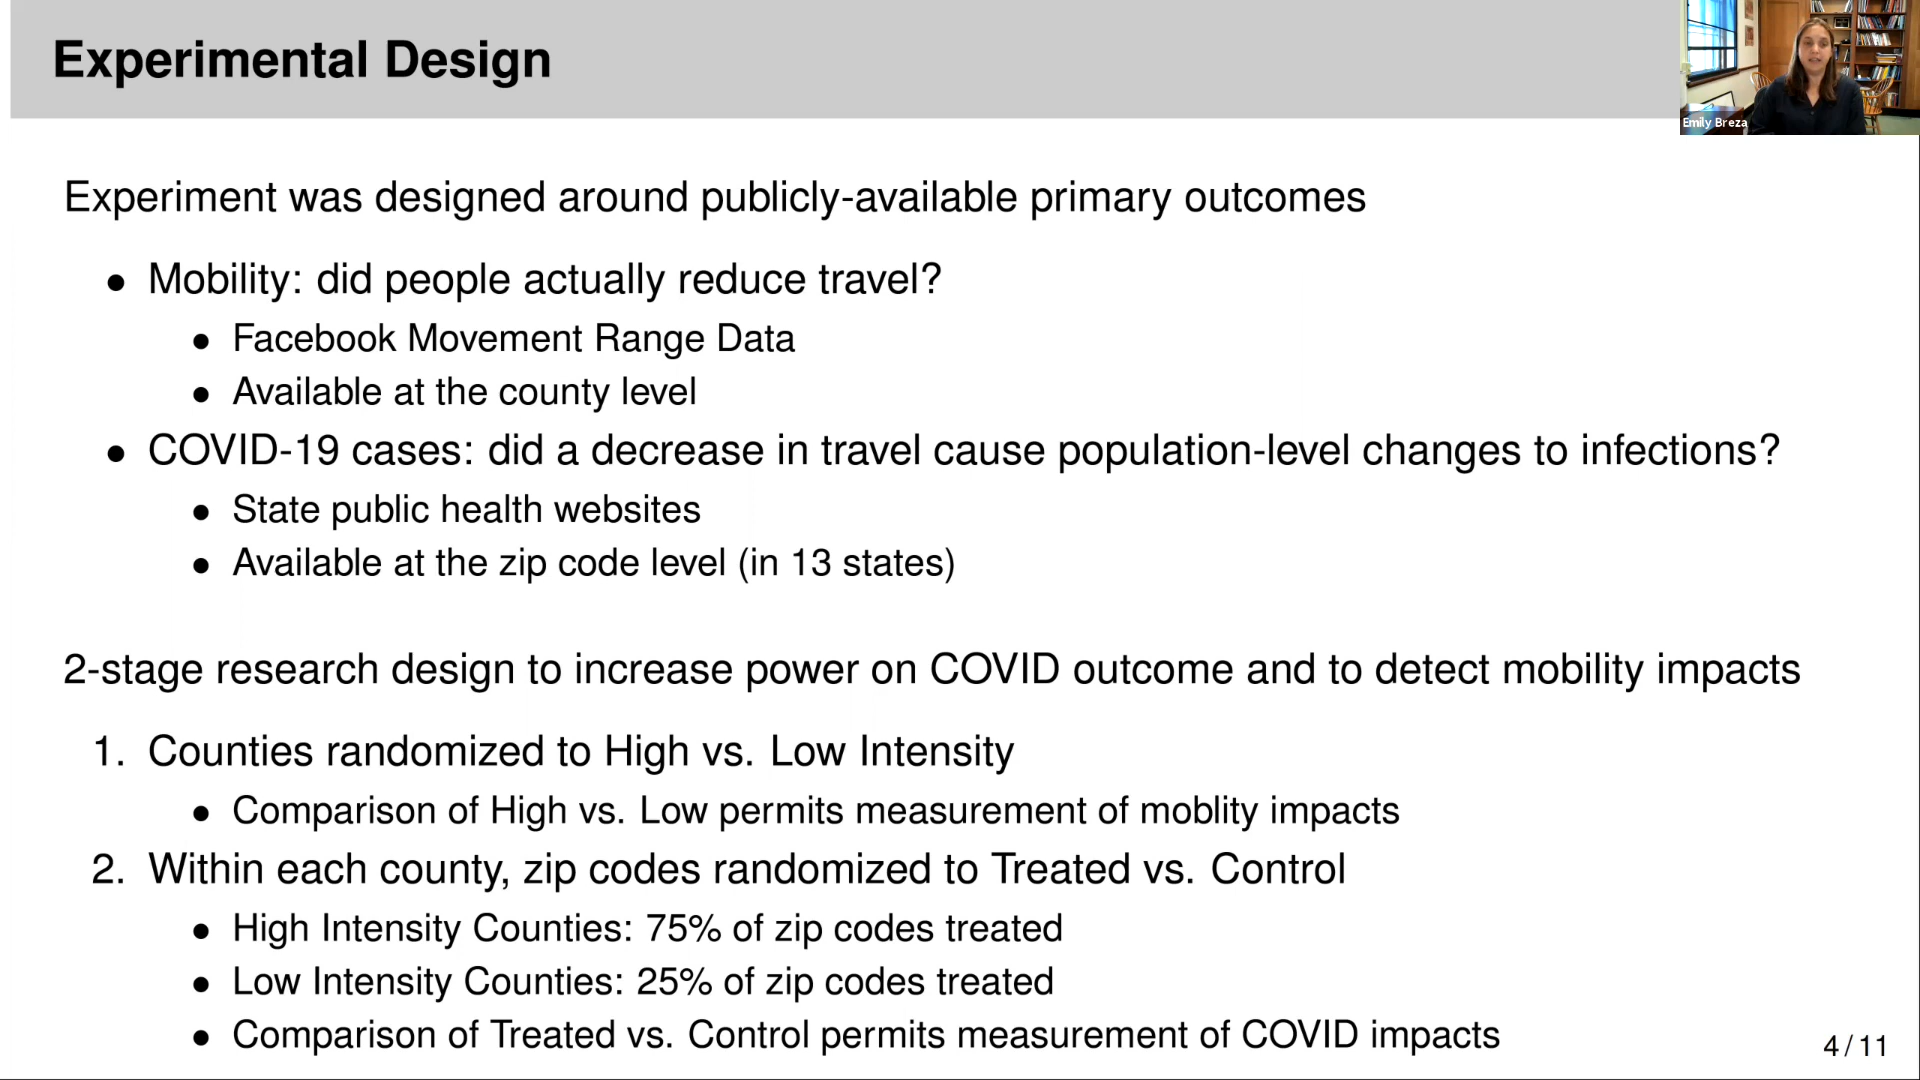 Experimental Design
Emily Breza
Experiment was designed around publicly-available primary outcomes
• Mobility: did people actually reduce travel?
• Facebook Movement Range Data
• Available at the county level
• COVID-19 cases: did a decrease in travel cause population-level changes to infections?
• State public health websites
• Available at the zip code level (in 13 states)
2-stage research design to increase power on COVID outcome and to detect mobility impacts
1. Counties randomized to High vs. Low Intensity
• Comparison of High vs. Low permits measurement of moblity impacts
2. Within each county, zip codes randomized to Treated vs. Control
• High Intensity Counties: 75% of zip codes treated
• Low Intensity Counties: 25% of zip codes treated
• Comparison of Treated vs. Control permits measurement of COVID impacts
4 / 11